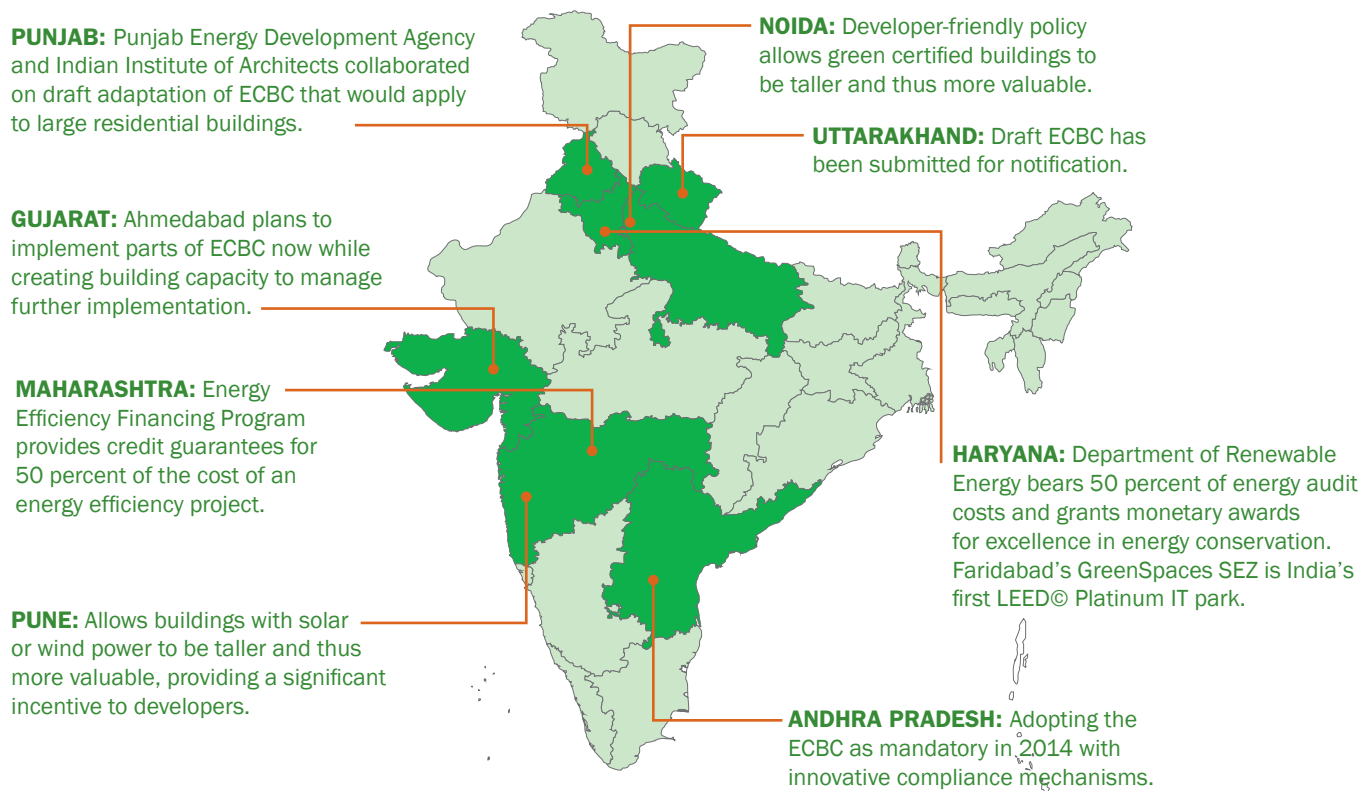 PUNJAB: Punjab Energy Development Agency
and Indian Institute of Architects collaborated
on draft adaptation of ECBC that would apply
to large residential buildings.
GUJARAT: Ahmedabad plans to
implement parts of ECBC now while
creating building capacity to manage
further implementation.
MAHARASHTRA: Energy
Efficiency Financing Program
provides credit guarantees for
50 percent of the cost of an
energy efficiency project.
PUNE: Allows buildings with solar
or wind power to be taller and thus
more valuable, providing a significant
incentive to developers.
NOIDA: Developer-friendly policy
allows green certified buildings to
be taller and thus more valuable.
UTTARAKHAND: Draft ECBC has
been submitted for notification.
HARYANA: Department of Renewable
Energy bears 50 percent of energy audit
costs and grants monetary awards
for excellence in energy conservation.
Faridabad's GreenSpaces SEZ is India's
first LEED© Platinum IT park.
ANDHRA PRADESH: Adopting the
ECBC as mandatory in 2014 with
innovative compliance mechanisms.